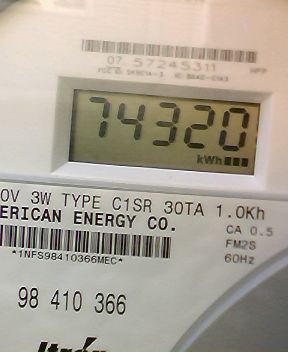 07 57245311
74320
kWh
0V 3W TYPE C1SR 30TA 1.0Kh
ERICAN ENERGY CO.
CA 0.5
FM2S
60Hz
*1NFS98410366MEC*
98 410 366
Itrón